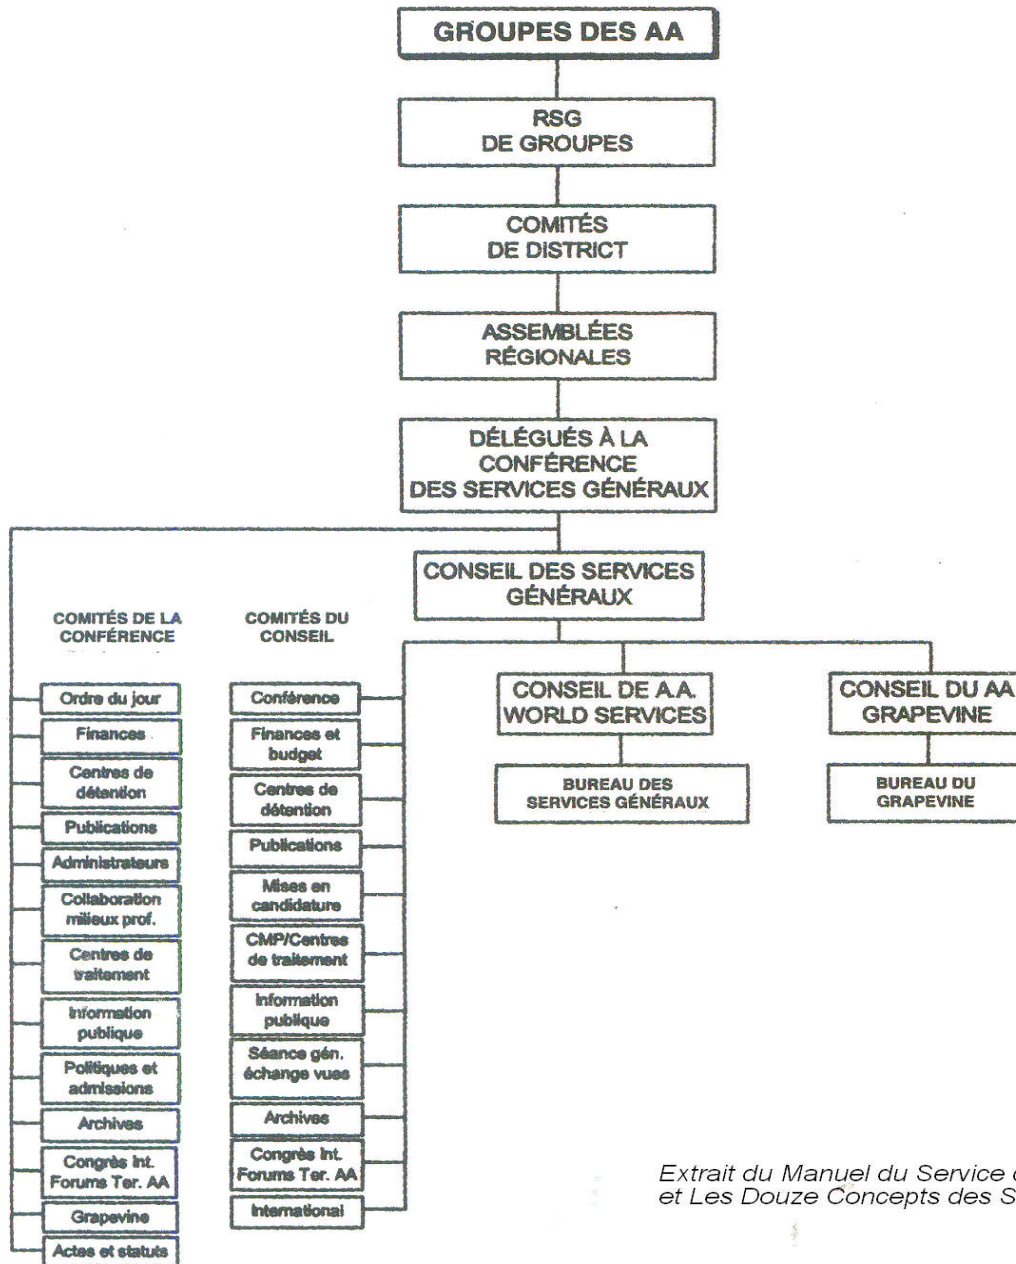 GROUPES DES AA
RSG
DE GROUPES
COMITÉS
DE DISTRICT
ASSEMBLÉES
RÉGIONALES
DÉLÉGUÉS À LA
CONFÉRENCE
DES SERVICES GÉNÉRAUX
CONSEIL DES SERVICES
GÉNÉRAUX
COMITÉS DE LA
CONFÉRENCE
Ordre du jour
Finances
Centres de
détention
Publications
Administrateurs
Collaboration
milieux prof.
Centres de
traitement
Information
publique
Politiques et
admissions
Archives
Congrès Int.
Forums Ter. AA
Grapevine
Actes et statuts
COMITÉS DU
CONSEIL
Conférence
Finances et
budget
Centres de
détention
Publications
Mises en
candidature
CMP/Centres
de traitement
Information
publique
Séance gén.
échange vues
Archives
Congrès Int.
Forums Ter. AA
International
CONSEIL DE A.A.
WORLD SERVICES
BUREAU DES
SERVICES GÉNÉRAUX
CONSEIL DU AA
GRAPEVINE
BUREAU DU
GRAPEVINE
Extrait du Manuel du Service
et Les Douze Concepts des